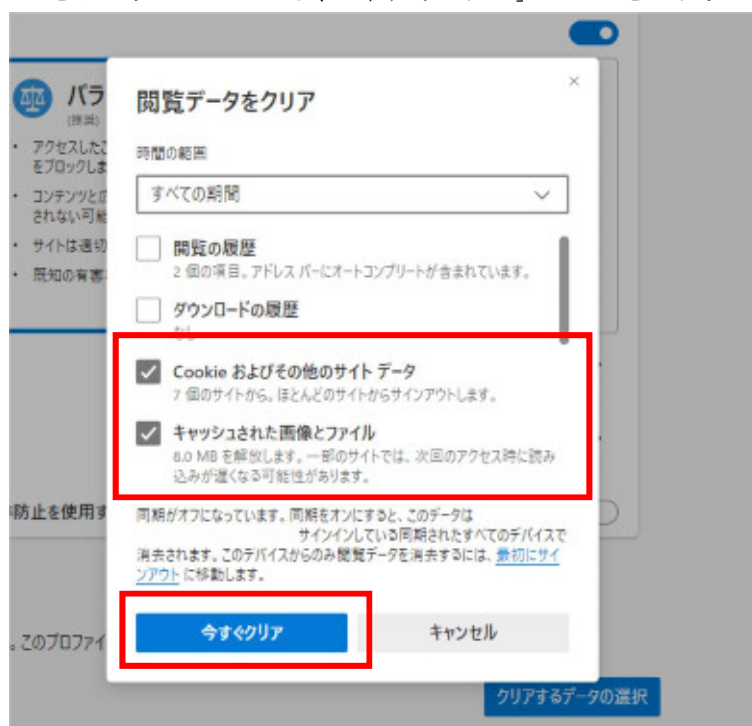 バラ
(推奨)
• アクセスしたこ
をブロックしま
• コンテンツと広
されない可能
• サイトは適切
• 既知の有害
閲覧データをクリア
×
時間の範囲
すべての期間
閲覧の履歴
2 個の項目。アドレス バーにオートコンプリートが含まれています。
ダウンロードの履歴
なし
Cookie およびその他のサイト データ
7 個のサイトから。ほとんどのサイトからサインアウトします。
キャッシュされた画像とファイル
8.0 MB を解放します。一部のサイトでは、次回のアクセス時に読み
込みが遅くなる可能性があります。
同期がオフになっています。同期をオンにすると、このデータは
サインインしている同期されたすべてのデバイスで
消去されます。このデバイスからのみ閲覧データを消去するには、最初にサイ
ンアウト に移動します。
今すぐクリア
キャンセル
防止を使用す
。このプロファイ
クリアするデータの選択